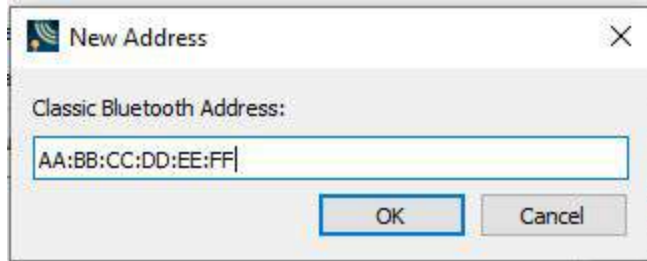 New Address
Classic Bluetooth Address:
AA:BB:CC:DD:EE:FF
OK Cancel